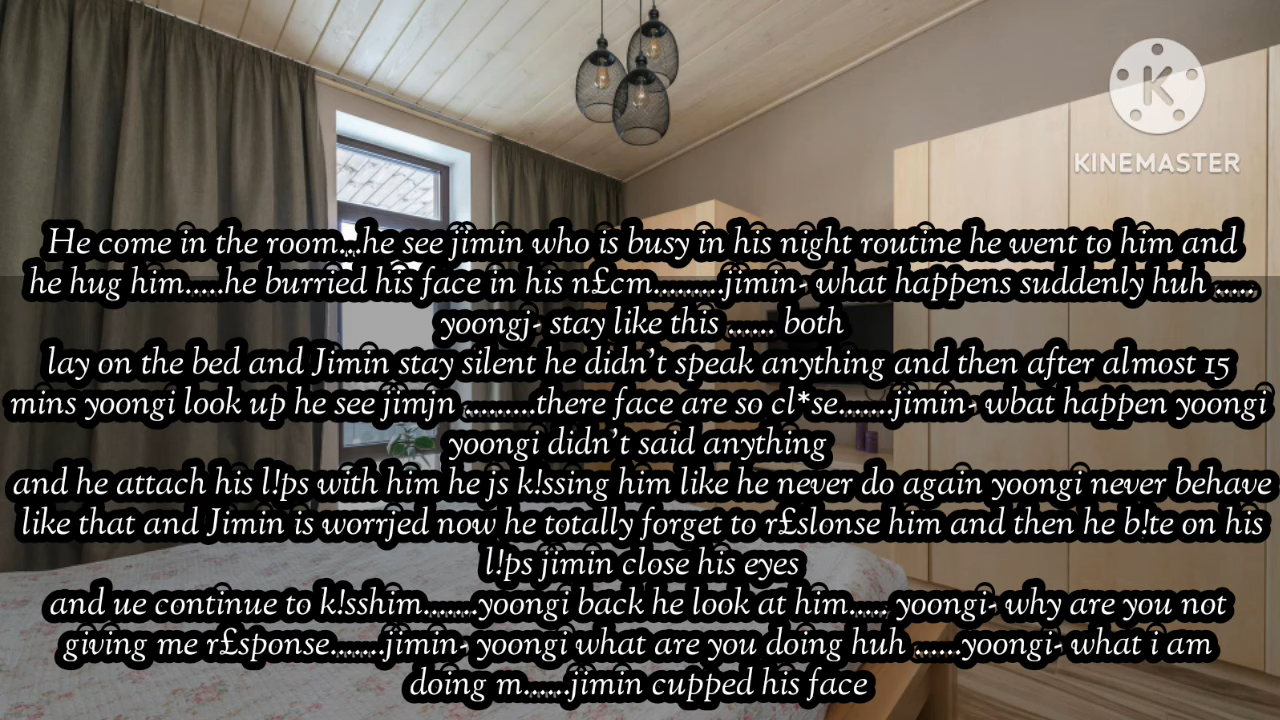 KINEMASTER
He come in the room....he see jimin who is busy in his night routine he went to him and
he hug him.....he burried his face in his n£cm.........jimin- what happens suddenly huh ......
yoongj- stay like this ...... both
lay on the bed and Jimin stay silent he didn't speak anything and then after almost 15
mins yoongi look up he see jimjn ..........there face are so cl*se.......jimin- wbat happen yoongi
yoongi didn't said anything
and he attach his l!ps with him he js k!ssing him like he never do again yoongi never behave
like that and Jimin is worrjed now he totally forget to r£slonse him and then he b!te on his
l!ps jimin close his eyes
and ue continue to k!sshim.......yoongi back he look at him..... yoongi- why are you not
giving me r£sponse.......jimin- yoongi what are you doing huh ......yoongi- what i am
doing m......jimin cupped his face